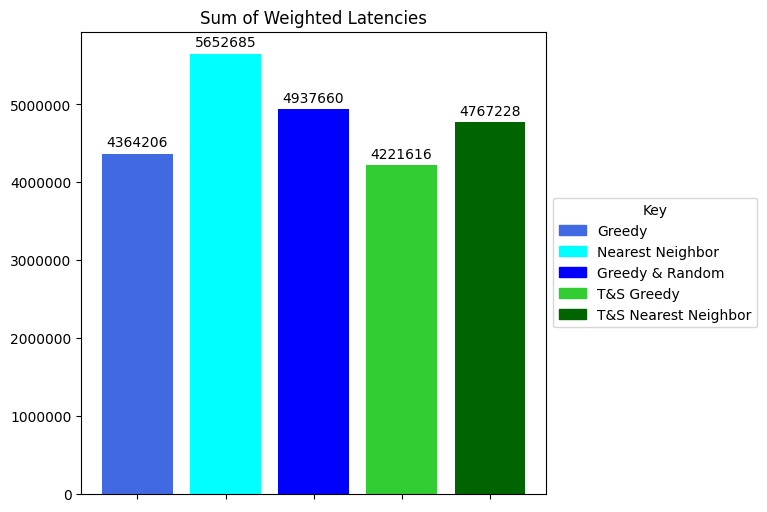 Sum of Weighted Latencies
5652685
4937660
4767228
4364206
4221616
5000000
4000000
3000000
2000000
1000000
0
Key
Greedy
Nearest Neighbor
Greedy & Random
T&S Greedy
T&S Nearest Neighbor